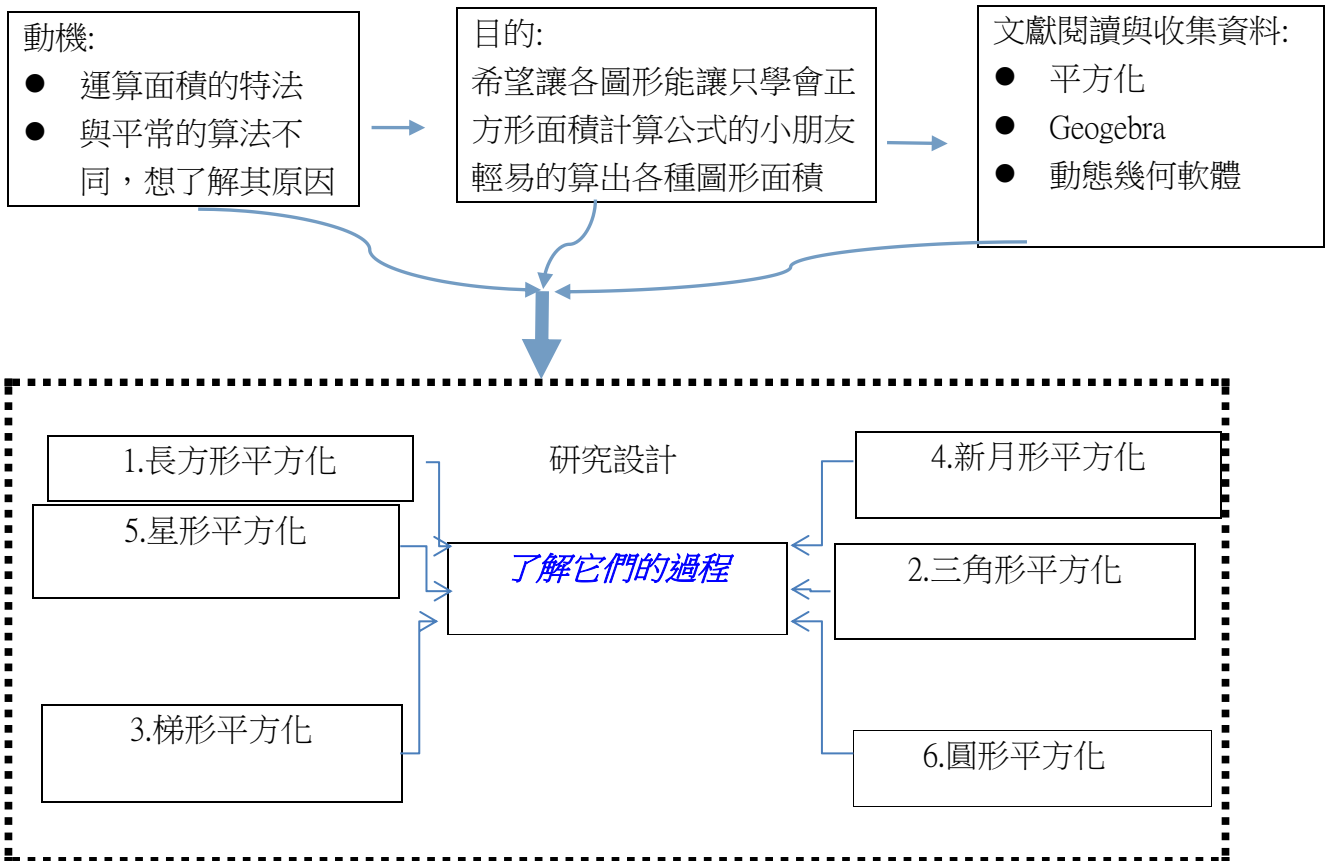 動機:
● 運算面積的特法
● 與平常的算法不
同，想了解其原因
目的:
希望讓各圖形能讓只學會正
方形面積計算公式的小朋友
輕易的算出各種圖形面積
文獻閱讀與收集資料:
● 平方化
● Geogebra
● 動態幾何軟體
研究設計
1.長方形平方化
5.星形平方化
3.梯形平方化
了解它們的過程
4.新月形平方化
2.三角形平方化
6.圓形平方化